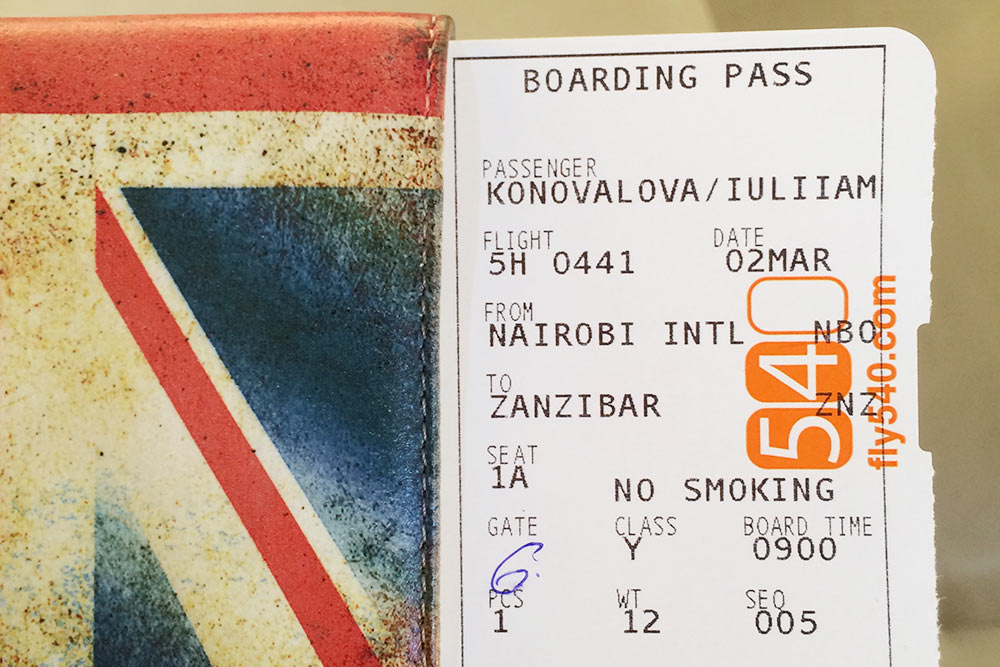 BOARDING PASS
PASSENGER
KONOVALOVA/IULIIAM
FLIGHT DATE
5H 0441 02MAR
FROM
NAIROBI INTL NBO
TO
ZANZIBAR ZNZ
540
fly540.com
SEAT
1A
NO SMOKING
GATE CLASS BOARD TIME
6 Y 0900
PCS WT SEQ
1 12 005